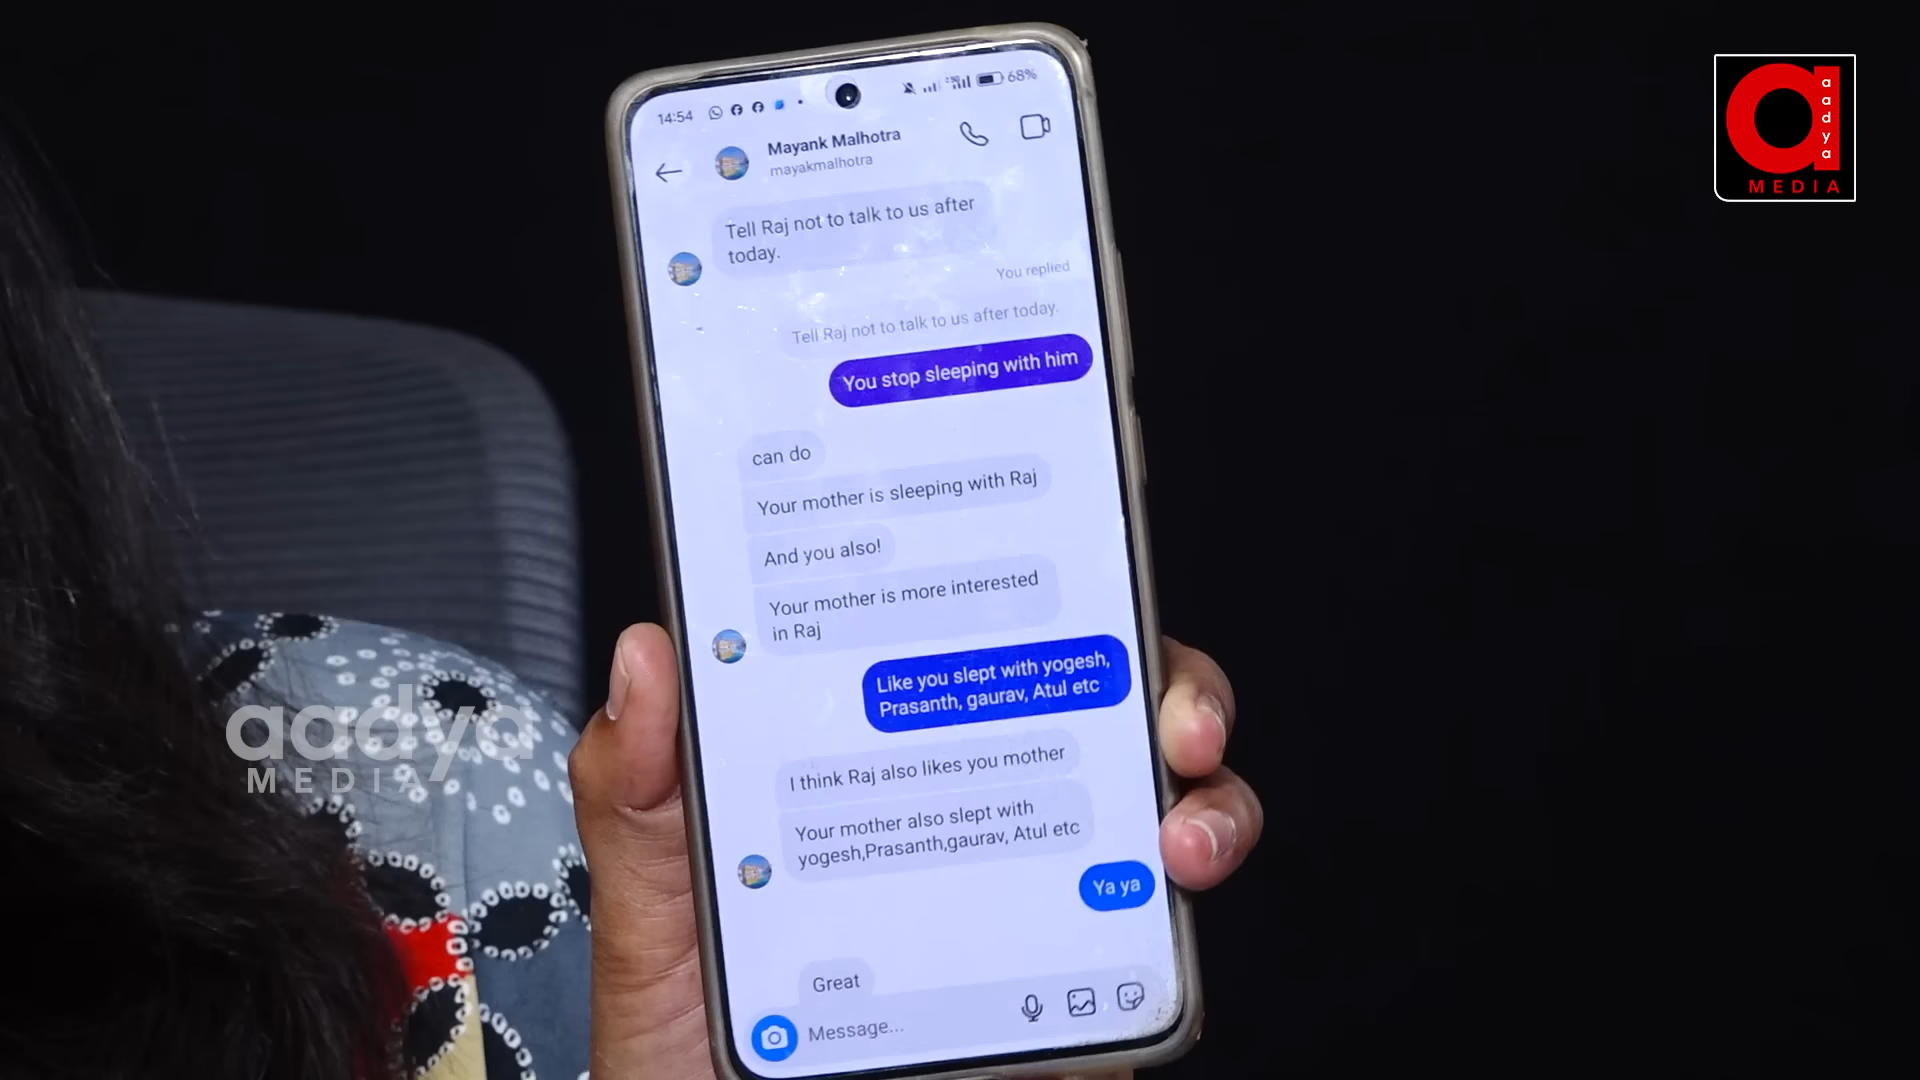 14:54
68%
Mayank Malhotra
mayakmalhotra
Tell Raj not to talk to us after
today.
You replied
Tell Raj not to talk to us after today.
You stop sleeping with him
can do
Your mother is sleeping with Raj
And you also!
Your mother is more interested
in Raj
Like you slept with yogesh,
Prasanth, gaurav, Atul etc
I think Raj also likes you mother
Your mother also slept with
yogesh,Prasanth,gaurav, Atul etc
Ya ya
Great
Message...
aadya
MEDIA
aadya
MEDIA